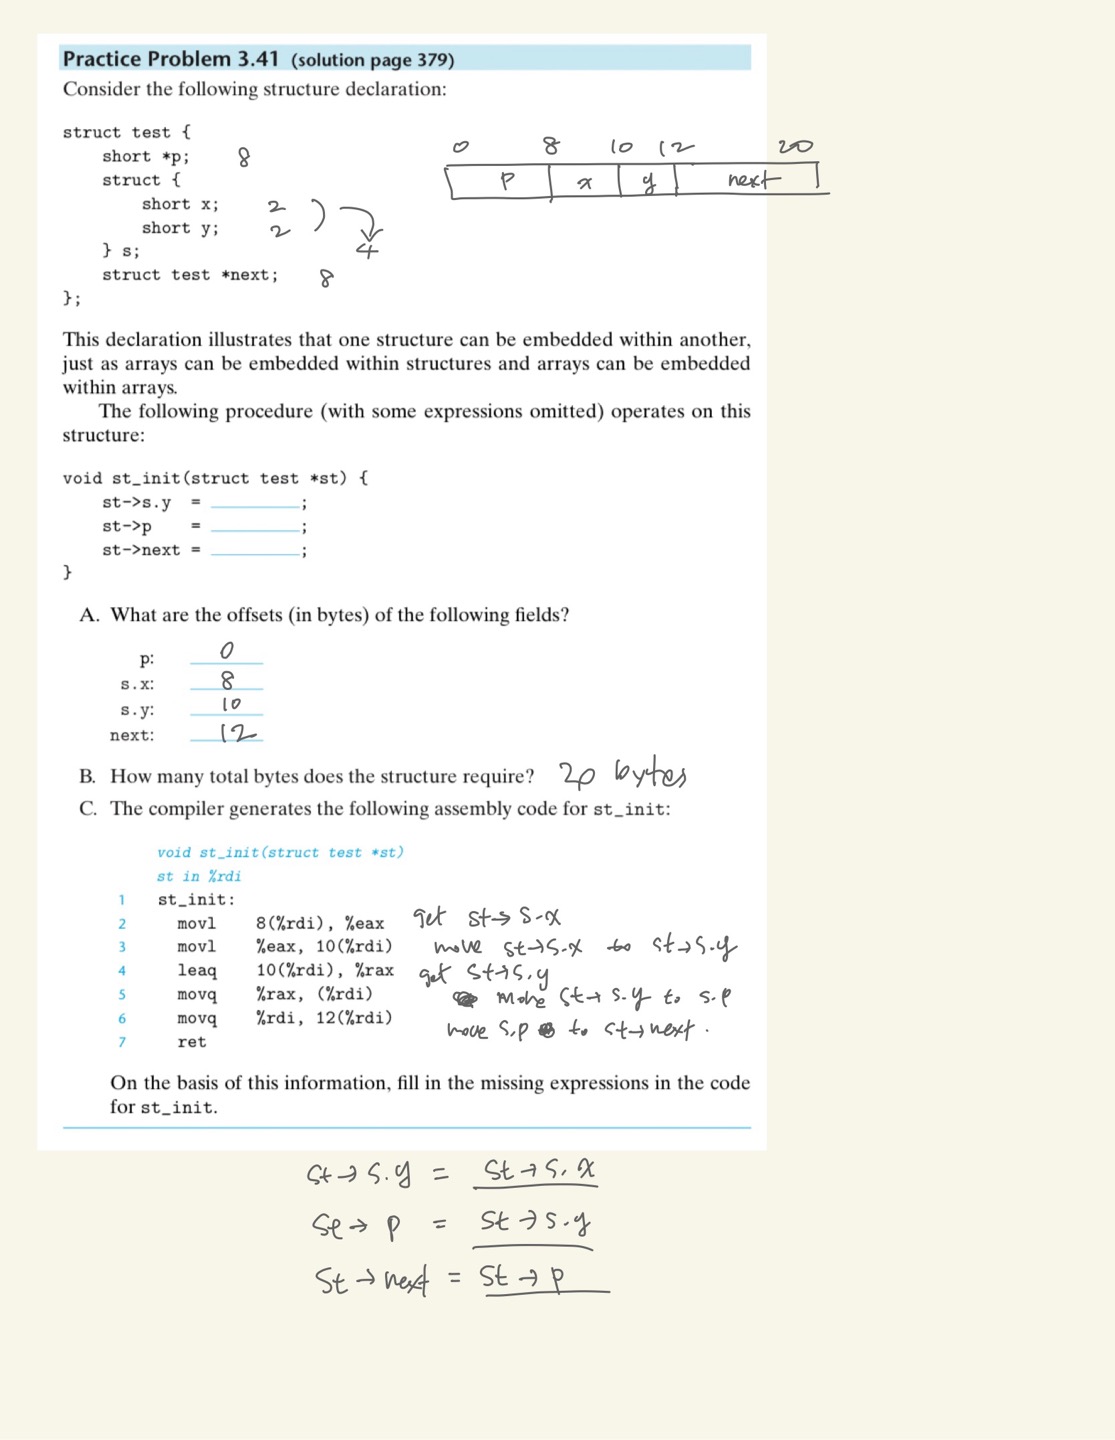 Practice Problem 3.41 (solution page 379)
Consider the following structure declaration:
struct test {
short *p; 8
struct {
short x; 2
short y; 2
4
} s;
struct test *next; 8
};
0 8 10 12 20
p x y next
This declaration illustrates that one structure can be embedded within another,
just as arrays can be embedded within structures and arrays can be embedded
within arrays.
The following procedure (with some expressions omitted) operates on this
structure:
void st_init(struct test *st) {
st->s.y = ;
st->p = ;
st->next = ;
}
A. What are the offsets (in bytes) of the following fields?
p: 0
s.x: 8
s.y: 10
next: 12
B. How many total bytes does the structure require? 20 bytes
C. The compiler generates the following assembly code for st_init:
void st_init(struct test *st)
st in %rdi
1 st_init:
2 movl 8(%rdi), %eax get st→s.x
3 movl %eax, 10(%rdi) move st→s.x to st→s.y
4 leaq 10(%rdi), %rax get st→s.y
5 movq %rax, (%rdi) move st→s.y to s.p
6 movq %rdi, 12(%rdi) move s.p to st→next.
7 ret
On the basis of this information, fill in the missing expressions in the code
for st_init.
st→s.y = st→s.x
st→p = st→s.y
st→next = st→p